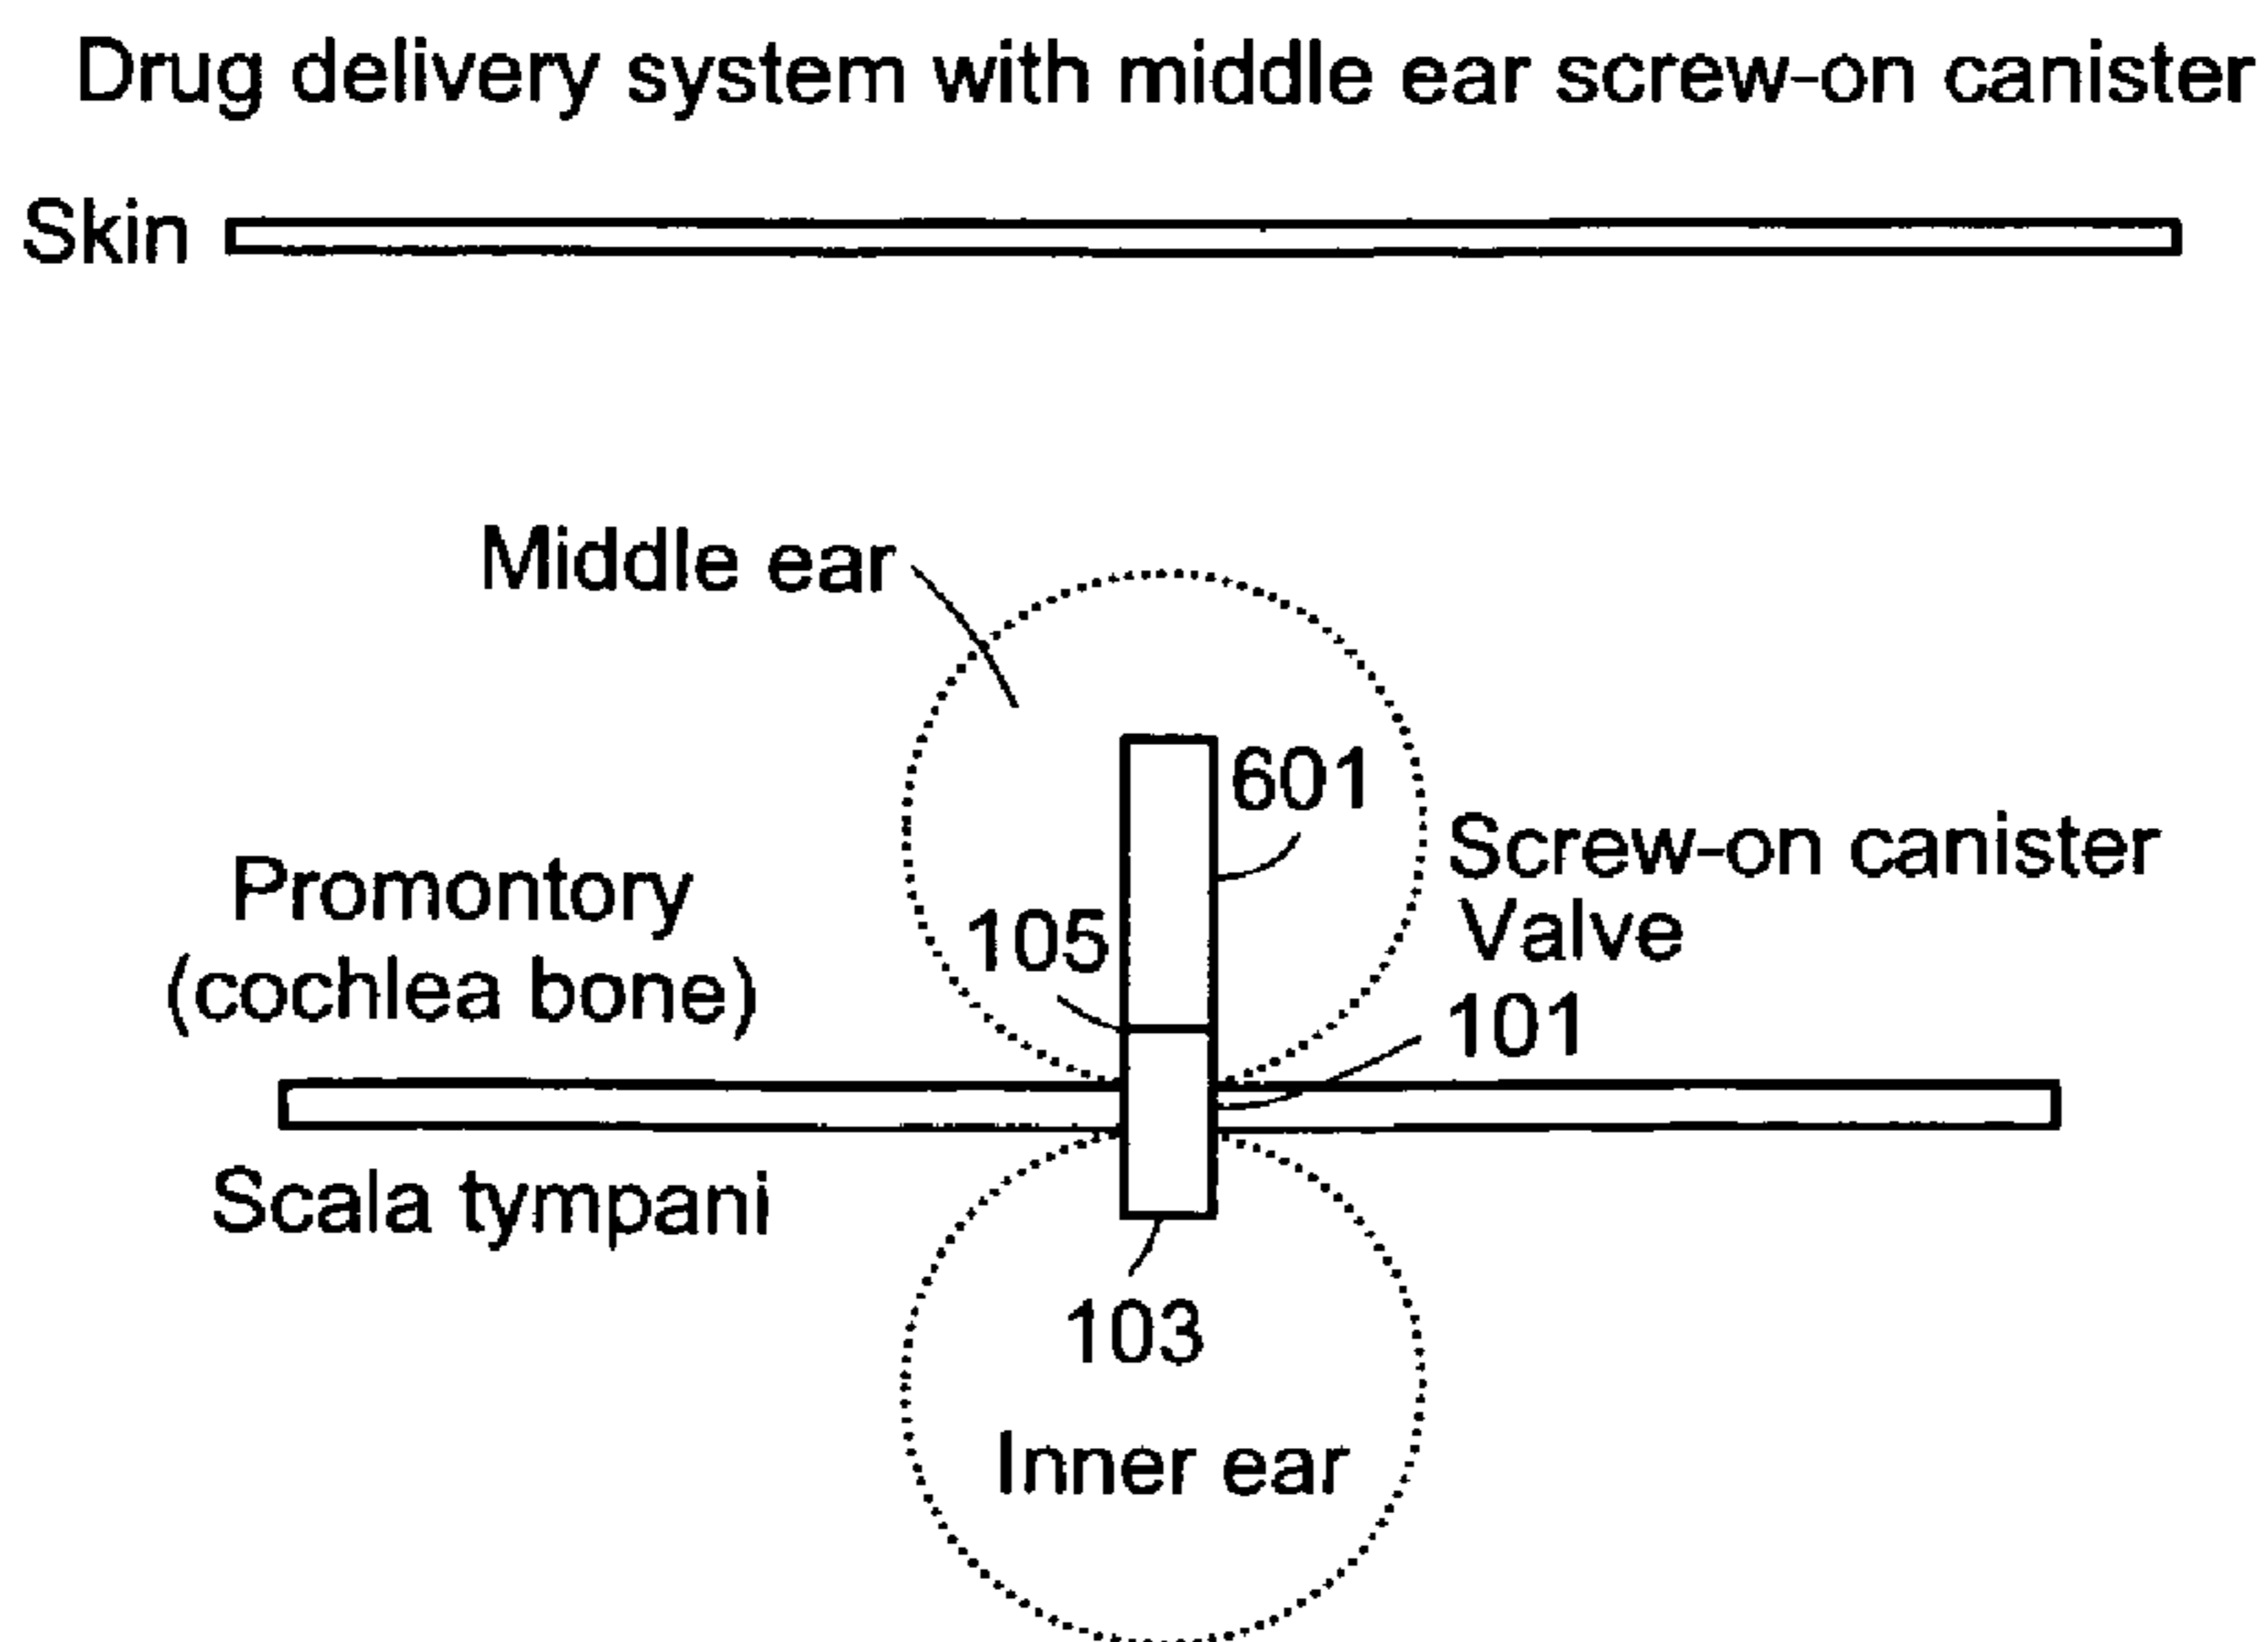 Drug delivery system with middle ear screw-on canister
Skin
Middle ear
601
Screw-on canister
Valve
105
101
Promontory
(cochlea bone)
Scala tympani
103
Inner ear